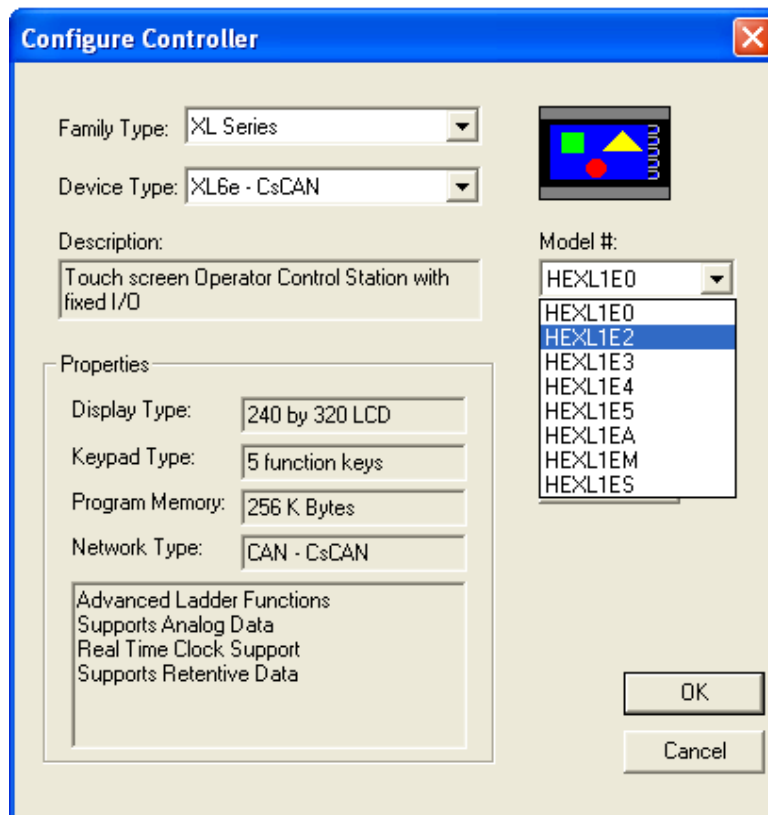 Configure Controller
Family Type: XL Series
Device Type: XL6e - CsCAN
Description:
Touch screen Operator Control Station with
fixed I/O
Model #:
HEXL1E0
HEXL1E0
HEXL1E2
HEXL1E3
HEXL1E4
HEXL1E5
HEXL1EA
HEXL1EM
HEXL1ES
Properties
Display Type: 240 by 320 LCD
Keypad Type: 5 function keys
Program Memory: 256 K Bytes
Network Type: CAN - CsCAN
Advanced Ladder Functions
Supports Analog Data
Real Time Clock Support
Supports Retentive Data
OK
Cancel